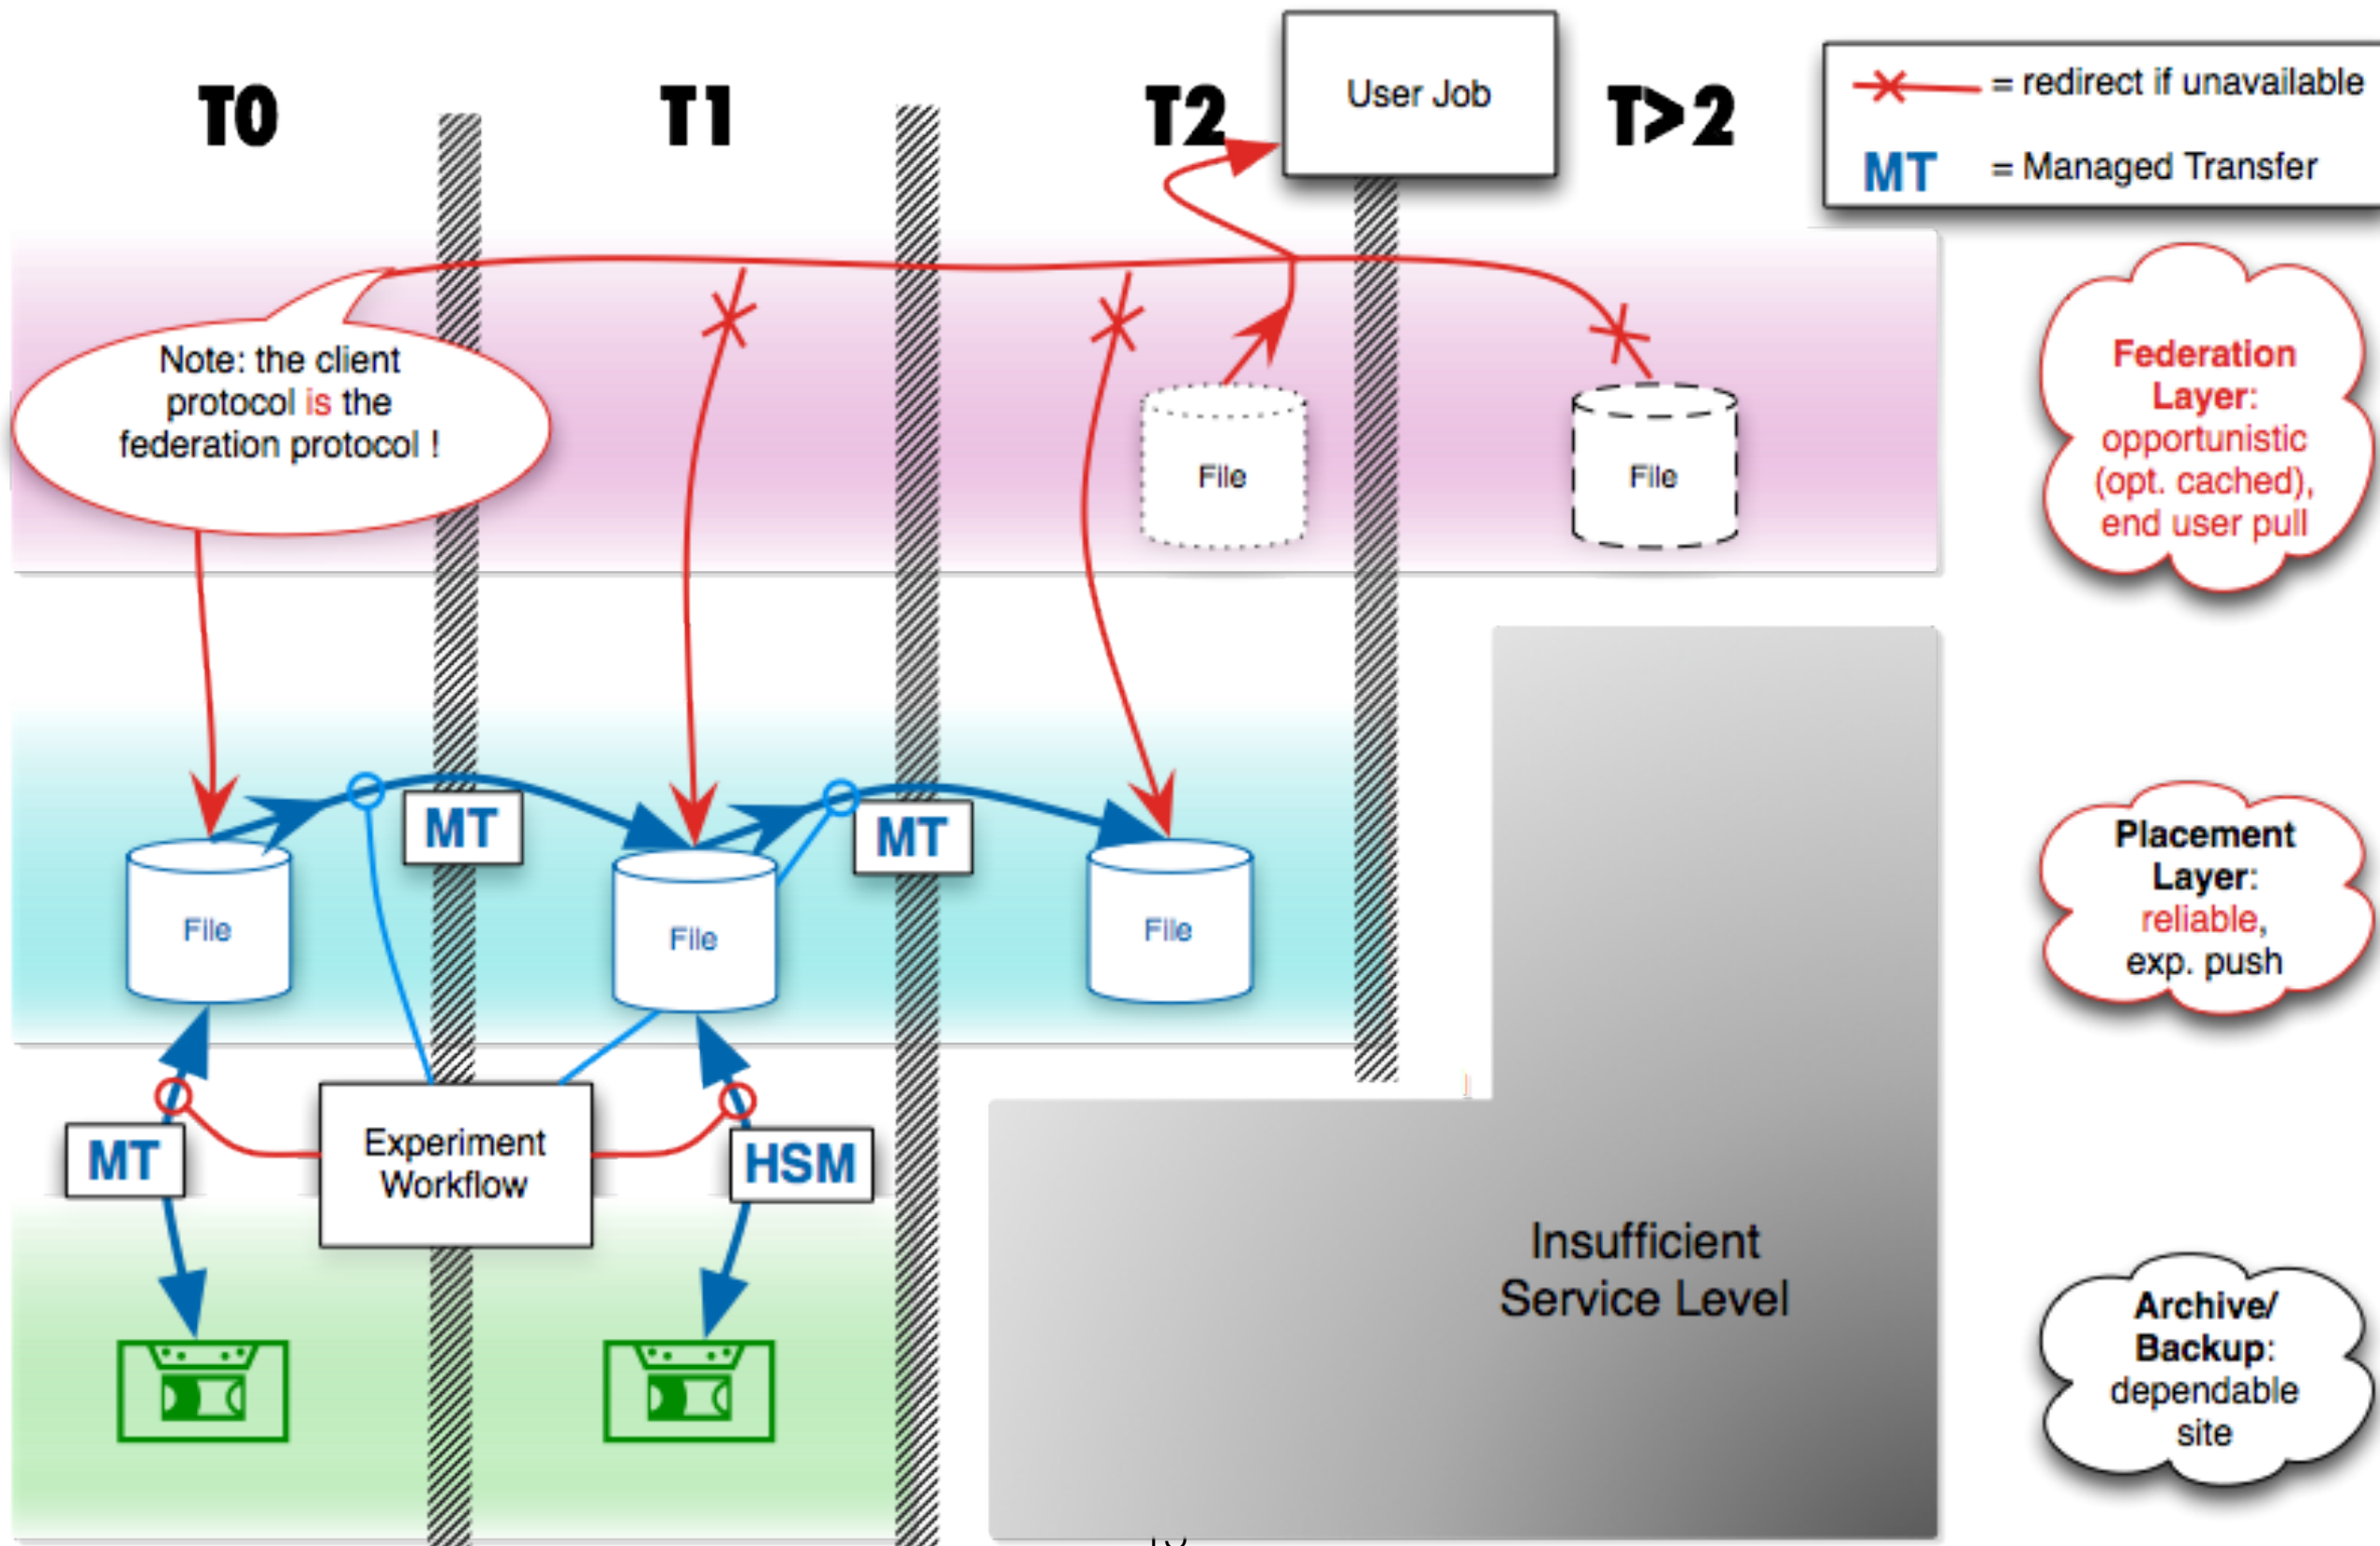 T0
T1
T2
User Job
T>2
= redirect if unavailable
MT = Managed Transfer
Note: the client
protocol is the
federation protocol !
File
File
Federation
Layer:
opportunistic
(opt. cached),
end user pull
MT
MT
File
File
File
Placement
Layer:
reliable,
exp. push
MT
Experiment
Workflow
HSM
Insufficient
Service Level
Archive/
Backup:
dependable
site